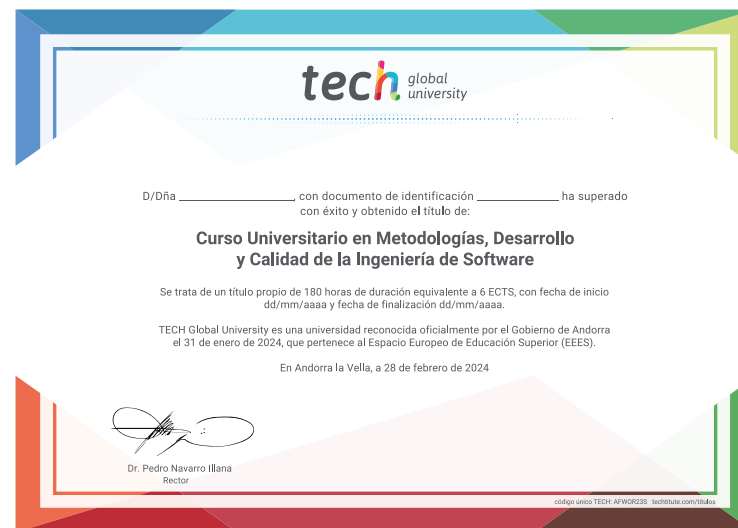 tech global
university
D/Dña ______________, con documento de identificación ______________ ha superado
con éxito y obtenido el título de:
Curso Universitario en Metodologías, Desarrollo
y Calidad de la Ingeniería de Software
Se trata de un título propio de 180 horas de duración equivalente a 6 ECTS, con fecha de inicio
dd/mm/aaaa y fecha de finalización dd/mm/aaaa.
TECH Global University es una universidad reconocida oficialmente por el Gobierno de Andorra
el 31 de enero de 2024, que pertenece al Espacio Europeo de Educación Superior (EEES).
En Andorra la Vella, a 28 de febrero de 2024
Dr. Pedro Navarro Illana
Rector
código único TECH: AFWOR23S techtitute.com/titulos